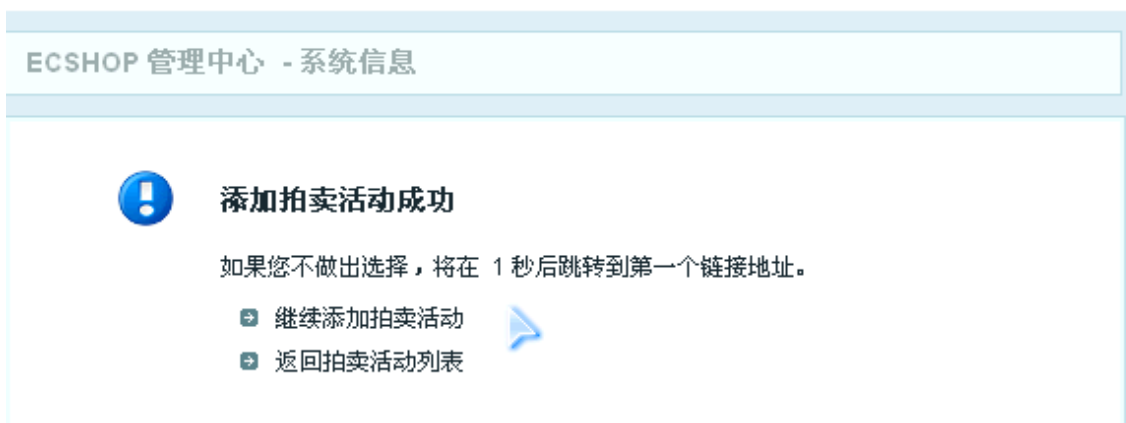 ECSHOP 管理中心 - 系统信息
添加拍卖活动成功
如果您不做出选择，将在 1 秒后跳转到第一个链接地址。
继续添加拍卖活动
返回拍卖活动列表